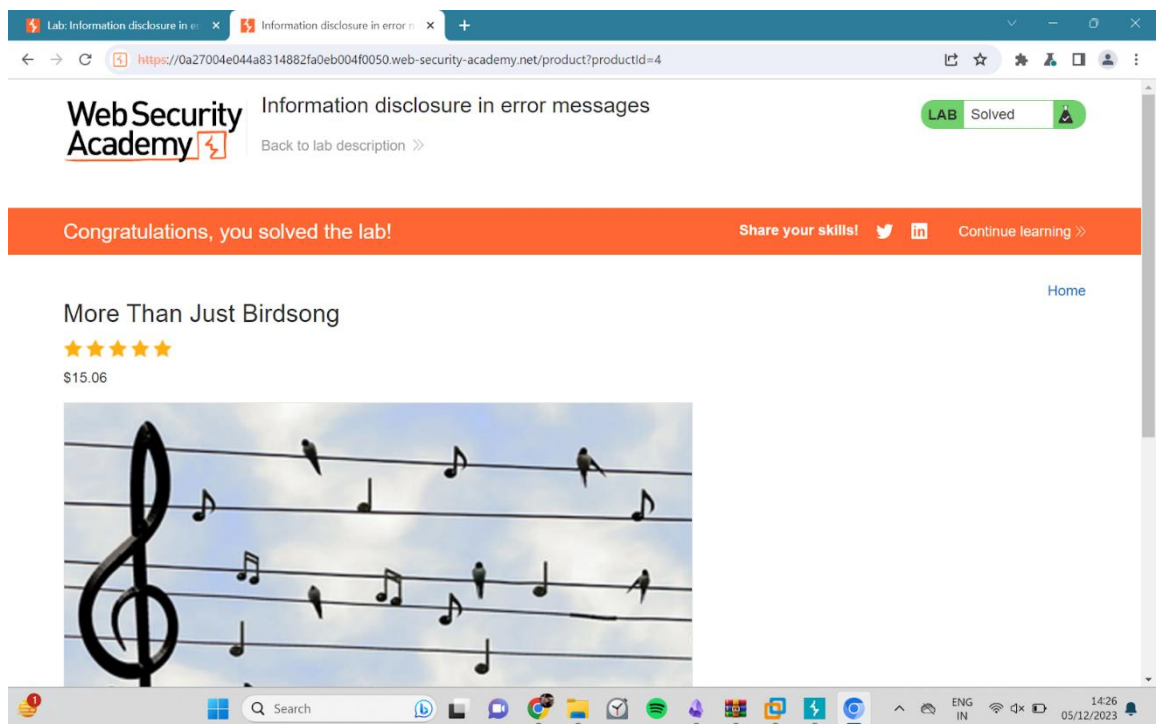 Lab: Information disclosure in e
Information disclosure in error n
https://0a27004e044a8314882fa0eb004f0050.web-security-academy.net/product?productId=4
Web Security
Academy
Information disclosure in error messages
Back to lab description
LAB Solved
Congratulations, you solved the lab!
Share your skills!
in
Continue learning
Home
More Than Just Birdsong
$15.06
1
Search
ENG
IN
14:26
05/12/2023